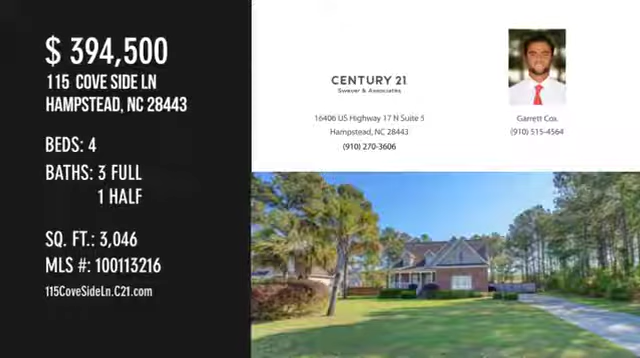 $ 394,500
115 COVE SIDE LN
HAMPSTEAD, NC 28443
BEDS: 4
BATHS: 3 FULL
1 HALF
SQ. FT.: 3,046
MLS #: 100113216
115CoveSideLn.C21.com
CENTURY 21
Sweyer & Associates
16406 US Highway 17 N Suite 5
Hampstead, NC 28443
(910) 270-3606
Garrett Cox
(910) 515-4564